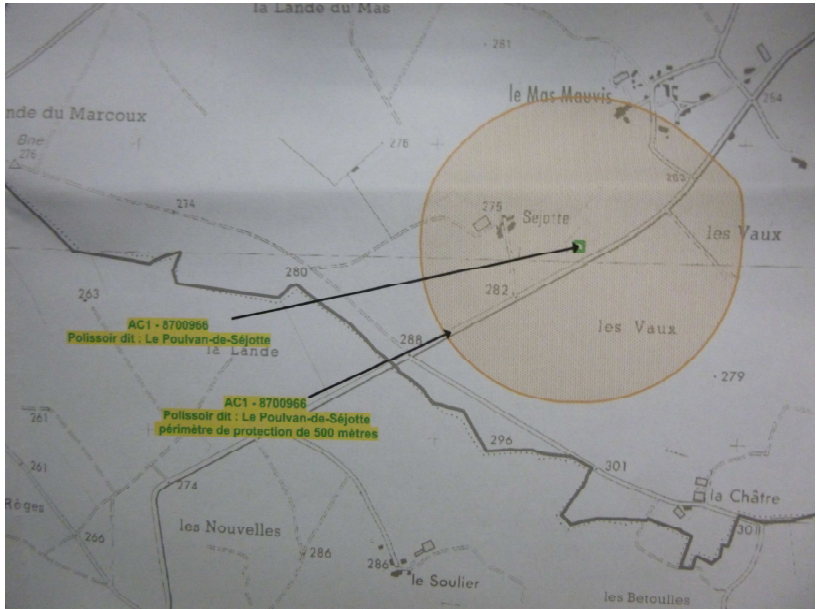 la Lande du Mas
281
le Mas-Mauvis
264
nde du Marcoux
276
276
274
275
Sejotte
les Vaux
280
282
263
AC1 - 8700966
Polissoir dit : Le Poulvan-de-Séjotte
la Lande
288
les Vaux
279
AC1 - 8700966
Polissoir dit : Le Poulvan-de-Séjotte
périmètre de protection de 500 mètres
261
296
261
301
274
la Châtre
Règes
les Nouvelles
30
266
286
286
le Soulier
les Betoulles